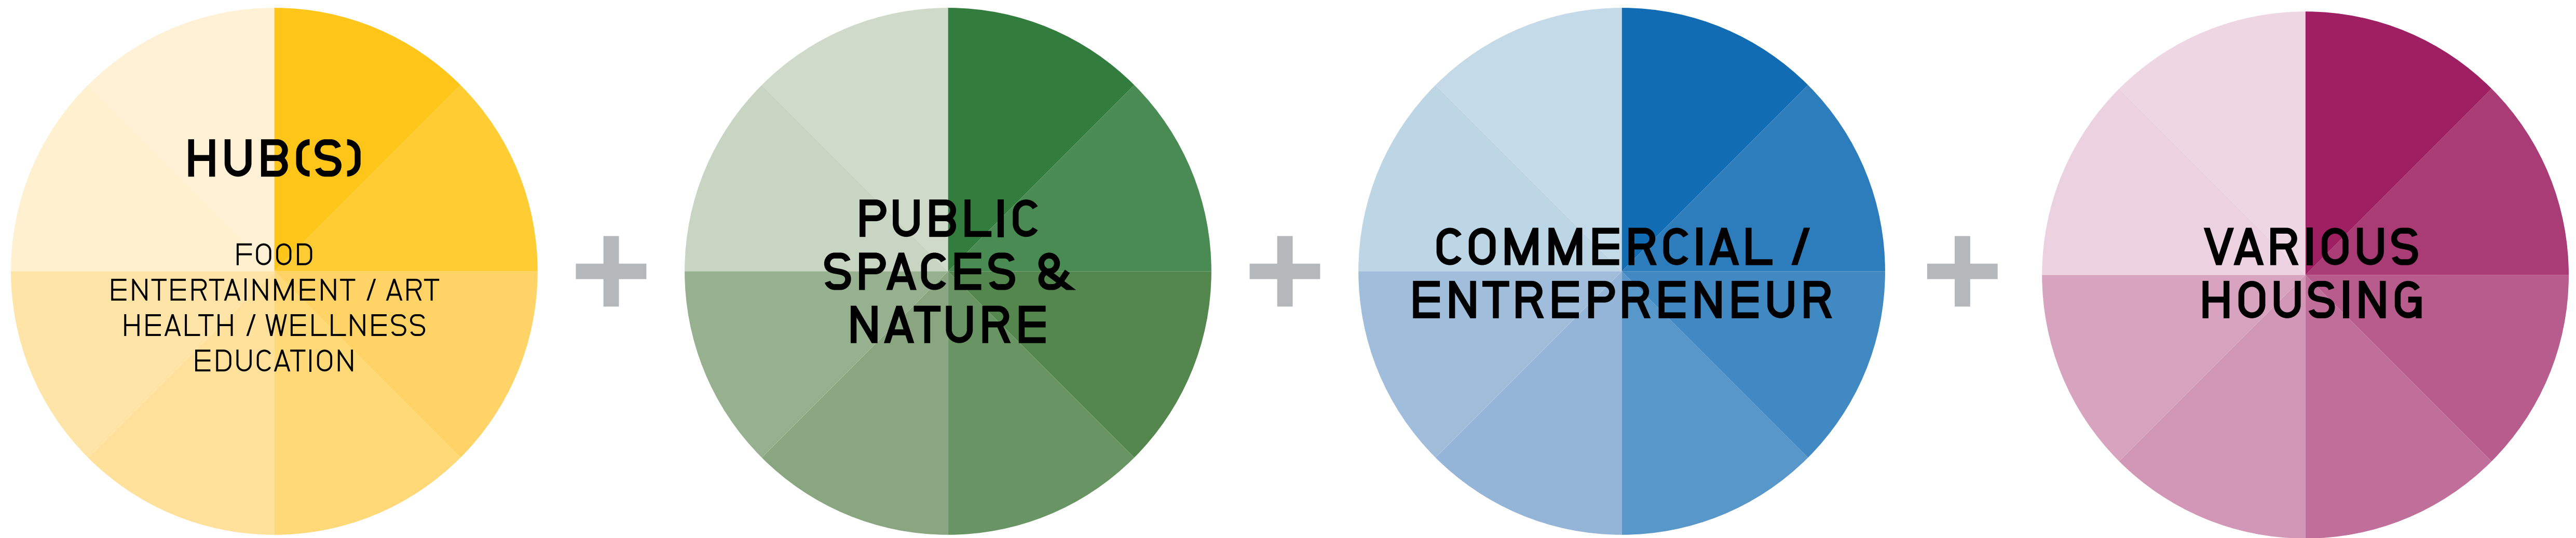 HUB(S)
FOOD
ENTERTAINMENT / ART
HEALTH / WELLNESS
EDUCATION
+
PUBLIC
SPACES &
NATURE
+
COMMERCIAL /
ENTREPRENEUR
+
VARIOUS
HOUSING